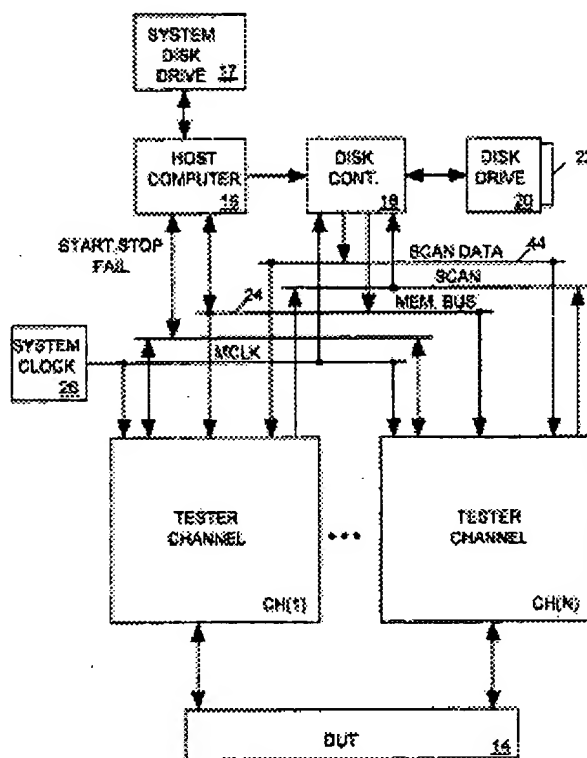 SYSTEM
DISK
DRIVE 17
HOST
COMPUTER
16
DISK
CONT.
18
DISK
DRIVE
20
START,STOP
FAIL
SCAN DATA
44
SCAN
24
MEM. BUS
SYSTEM
CLOCK
26
MCLK
TESTER
CHANNEL
CH(1)
TESTER
CHANNEL
CH(N)
DUT
14